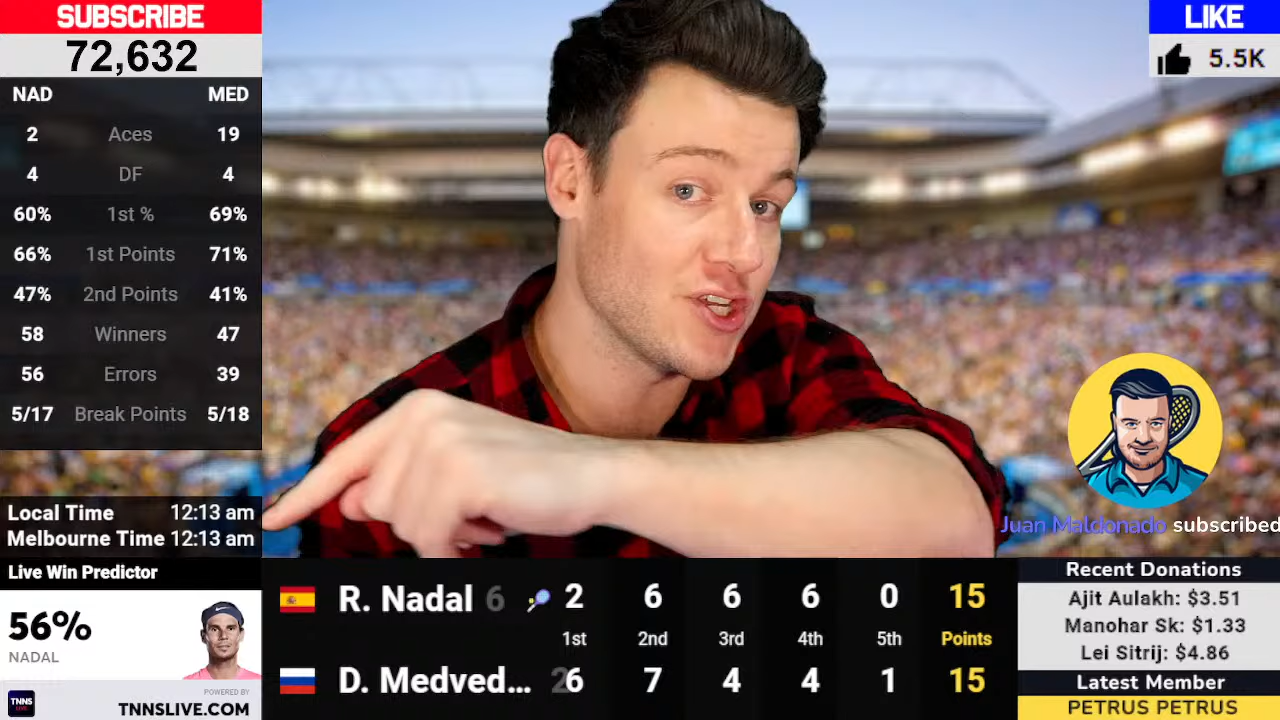 SUBSCRIBE
72,632
NAD MED
2 Aces 19
4 DF 4
60% 1st % 69%
66% 1st Points 71%
47% 2nd Points 41%
58 Winners 47
56 Errors 39
5/17 Break Points 5/18
Local Time 12:13 am
Melbourne Time 12:13 am
Live Win Predictor
56%
NADAL
POWERED BY
TNNS
LIVE
TNNSLIVE.COM
LIKE
5.5K
Juan Maldonado subscribed
R. Nadal 6 2 6 6 6 0 15
1st 2nd 3rd 4th 5th Points
D. Medved... 2 6 7 4 4 1 15
Recent Donations
Ajit Aulakh: $3.51
Manohar Sk: $1.33
Lei Sitrij: $4.86
Latest Member
PETRUS PETRUS